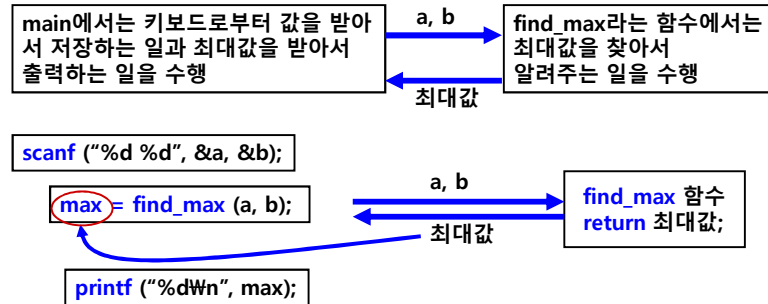 main에서는 키보드로부터 값을 받아
서 저장하는 일과 최대값을 받아서
출력하는 일을 수행
a, b
최대값
find_max라는 함수에서는
최대값을 찾아서
알려주는 일을 수행
scanf (“%d %d”, &a, &b);
max = find_max (a, b);
a, b
최대값
find_max 함수
return 최대값;
printf (“%d₩n”, max);